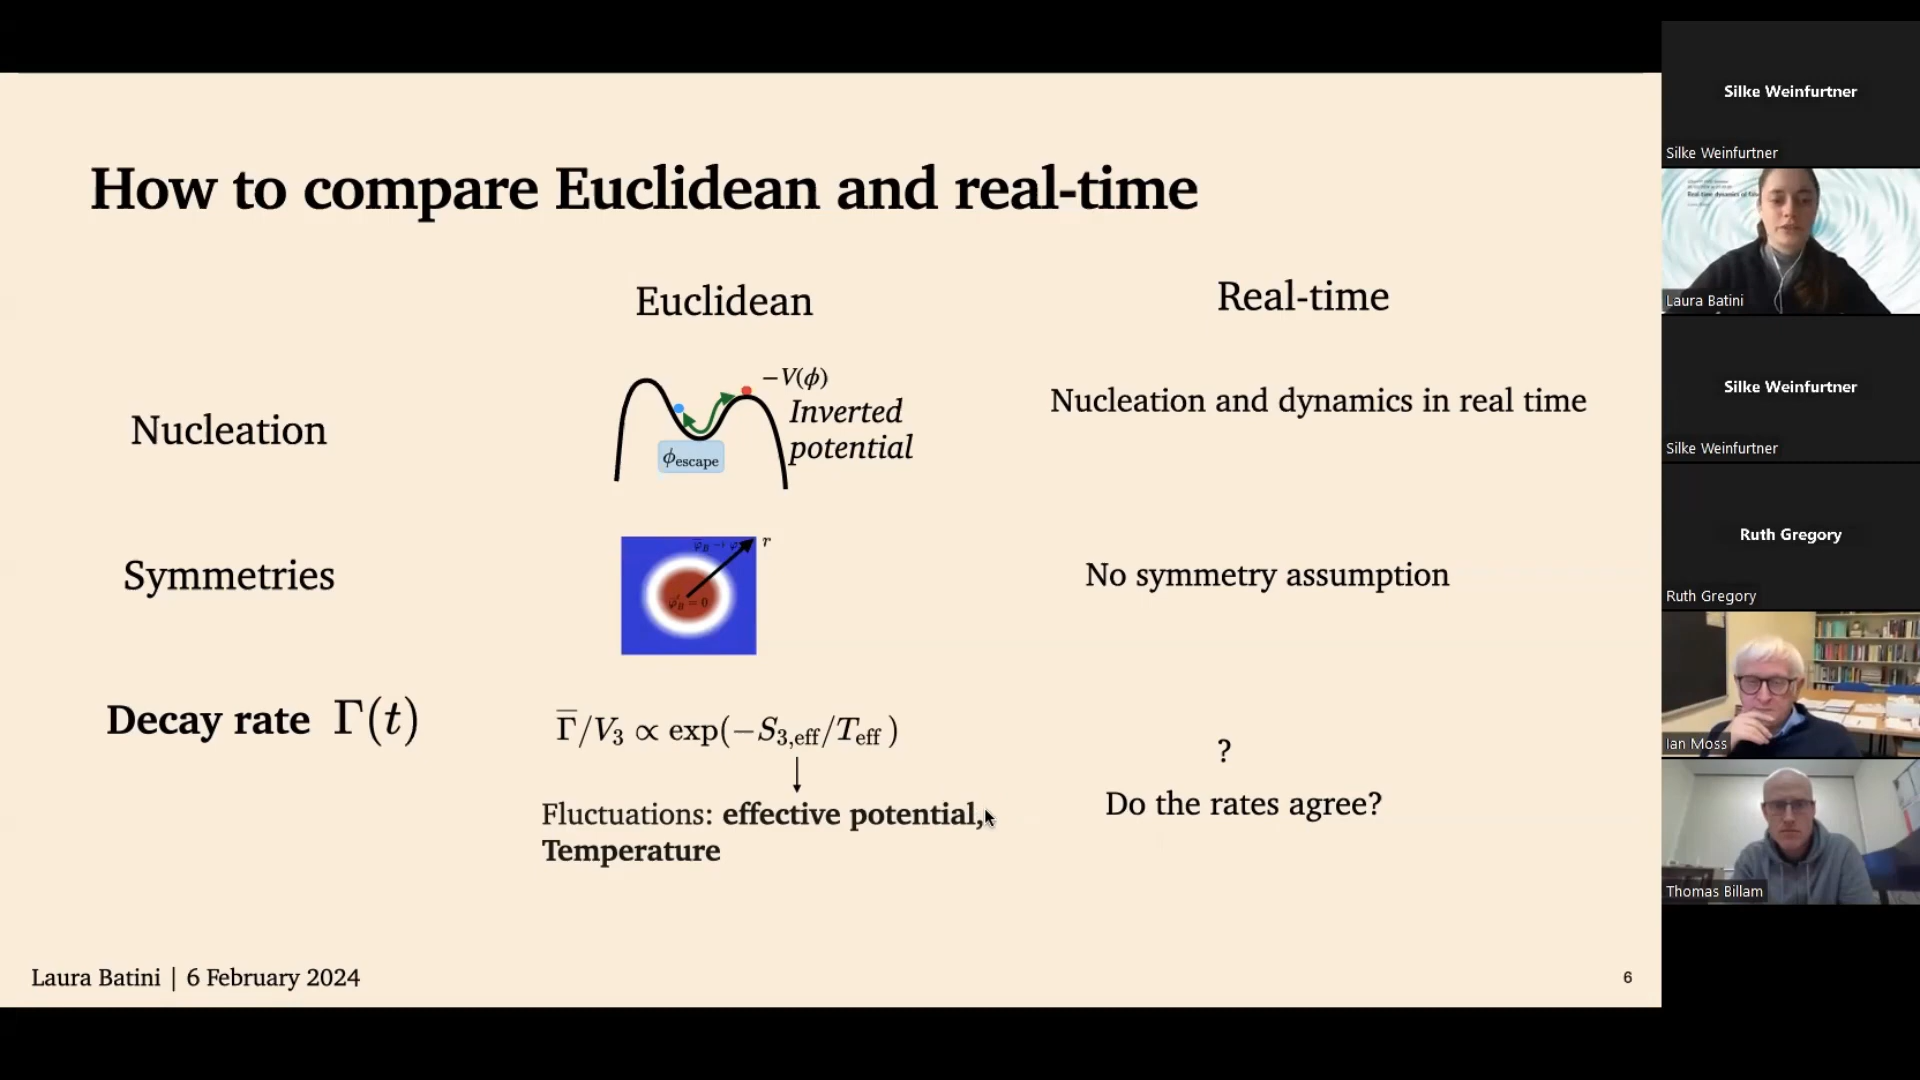 How to compare Euclidean and real-time
Euclidean
Real-time
Nucleation
−V(ϕ)
Inverted
potential
ϕescape
Nucleation and dynamics in real time
Symmetries
r
No symmetry assumption
Decay rate Γ(t)
Γ̅/V₃ ∝ exp(−S₃,eff/Teff)
Fluctuations: effective potential,
Temperature
?
Do the rates agree?
Laura Batini | 6 February 2024
6
Silke Weinfurtner
Silke Weinfurtner
Laura Batini
Silke Weinfurtner
Silke Weinfurtner
Ruth Gregory
Ruth Gregory
Ian Moss
Thomas Billam